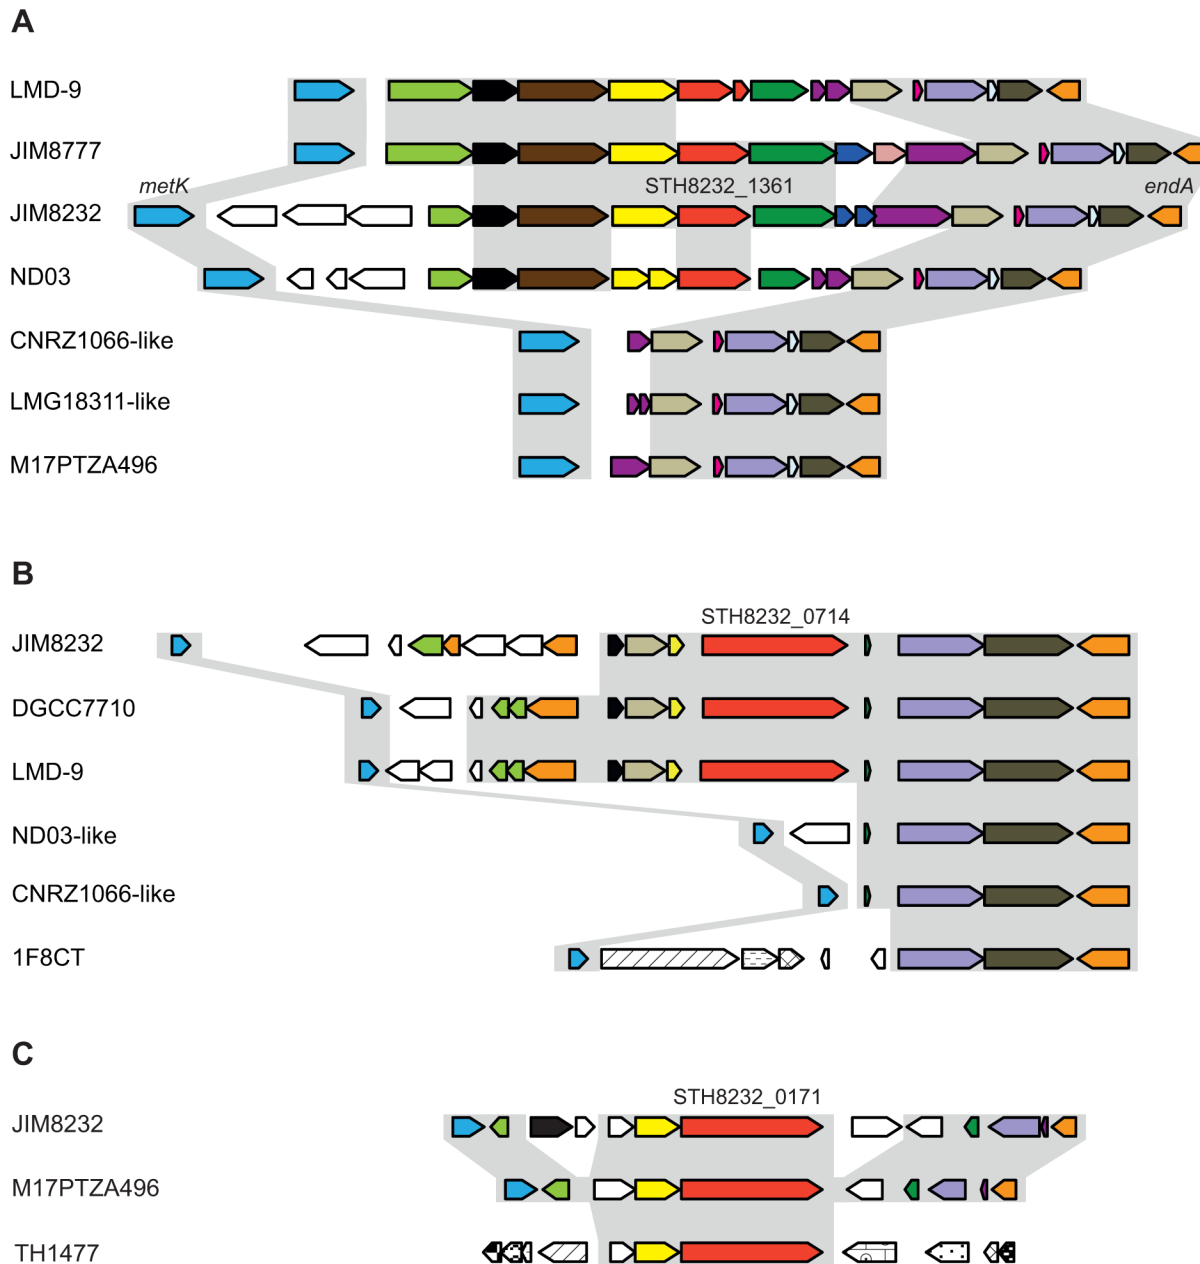 A
LMD-9
JIM8777
metK
STH8232_1361
endA
JIM8232
ND03
CNRZ1066-like
LMG18311-like
M17PTZA496
B
STH8232_0714
JIM8232
DGCC7710
LMD-9
ND03-like
CNRZ1066-like
1F8CT
C
STH8232_0171
JIM8232
M17PTZA496
TH1477